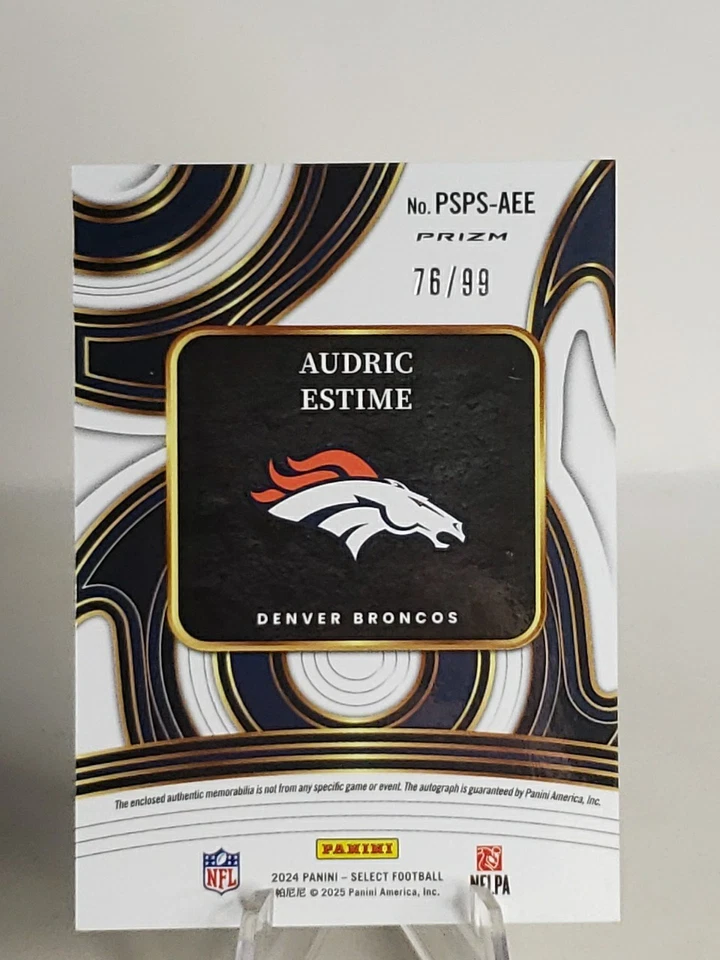 No. PSPS-AEE
PRIZM
76/99
AUDRIC
ESTIME
DENVER BRONCOS
The enclosed authentic memorabilia is not from any specific game or event. The autograph is guaranteed by Panini America, Inc.
PANINI
NFL
2024 PANINI – SELECT FOOTBALL
帕尼尼 © 2025 Panini America, Inc.
NFLPA